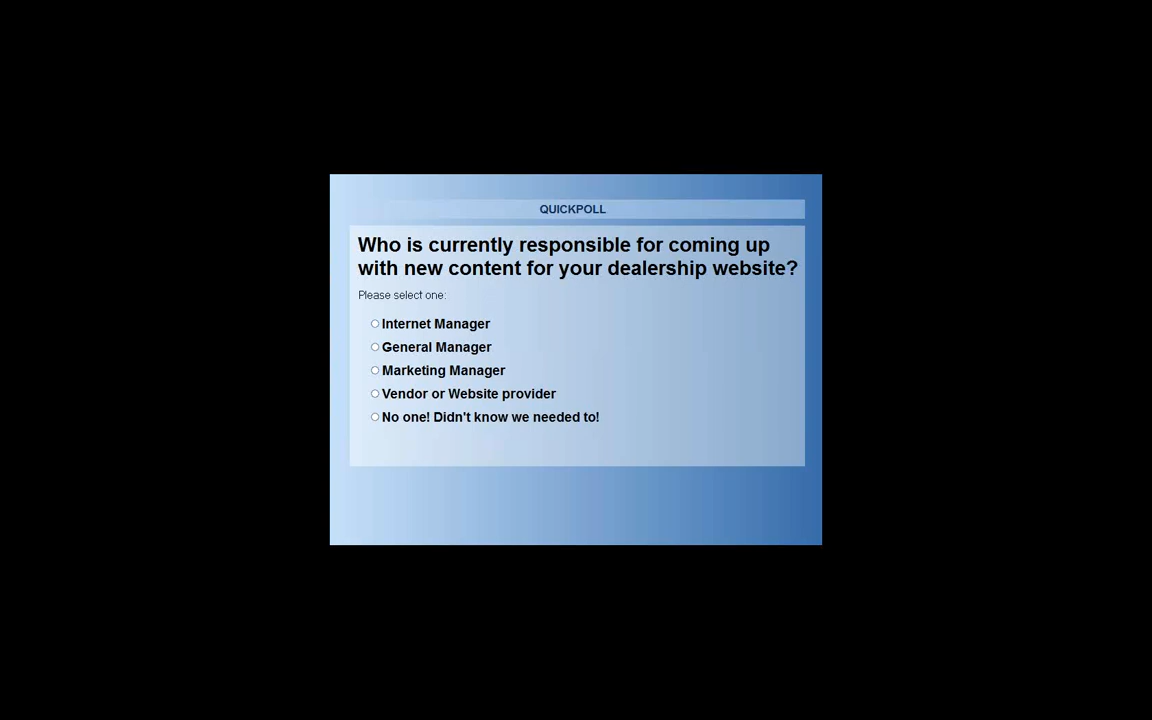 QUICKPOLL
Who is currently responsible for coming up
with new content for your dealership website?
Please select one:
Internet Manager
General Manager
Marketing Manager
Vendor or Website provider
No one! Didn't know we needed to!